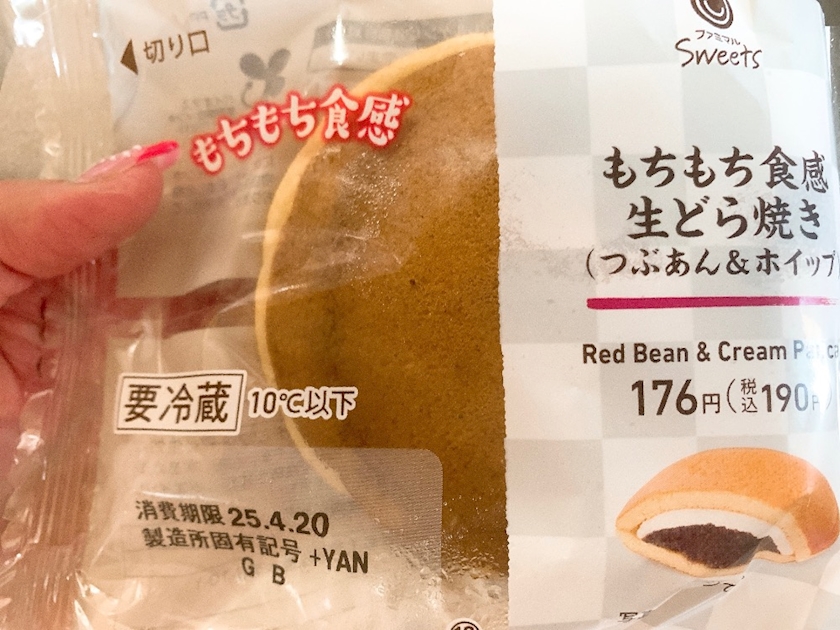 切り口
ファミマル
Sweets
もちもち食感
もちもち食感
生どら焼き
(つぶあん&ホイップ
Red Bean & Cream
176円(税込190円)
要冷蔵 10℃以下
消費期限 25.4.20
製造所固有記号 +YAN
G B